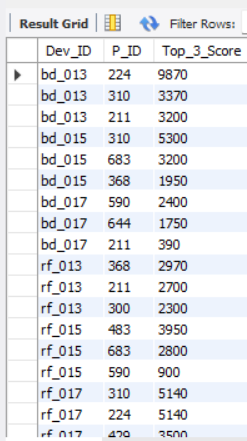 Result Grid Filter Rows:
Dev_ID P_ID Top_3_Score
bd_013 224 9870
bd_013 310 3370
bd_013 211 3200
bd_015 310 5300
bd_015 683 3200
bd_015 368 1950
bd_017 590 2400
bd_017 644 1750
bd_017 211 390
rf_013 368 2970
rf_013 211 2700
rf_013 300 2300
rf_015 483 3950
rf_015 683 2800
rf_015 590 900
rf_017 310 5140
rf_017 224 5140
rf_017 429 3500